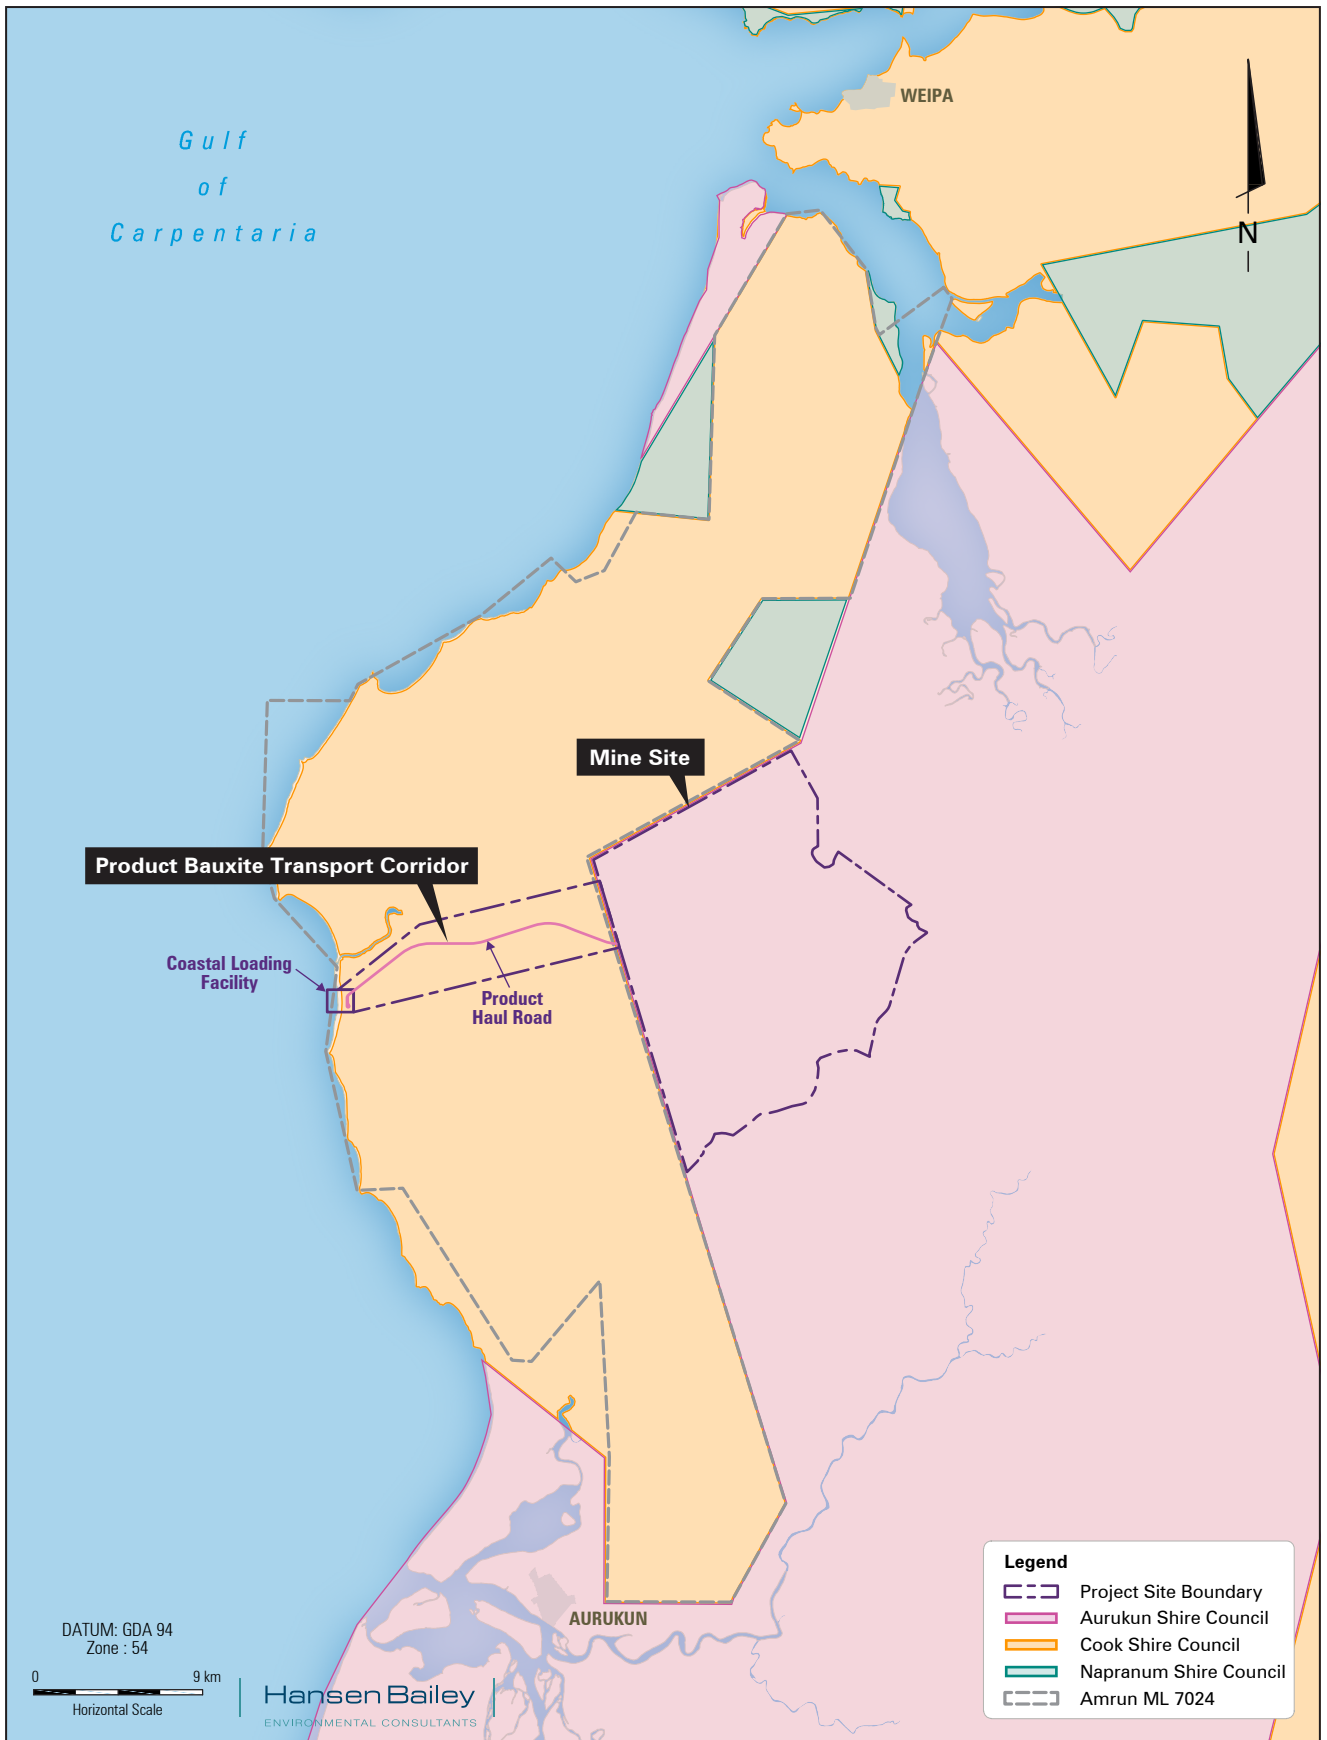 WEIPA
Gulf
of
Carpentaria
N
Mine Site
Product Bauxite Transport Corridor
Coastal Loading
Facility
Product
Haul Road
AURUKUN
DATUM: GDA 94
Zone : 54
0 9 km
Horizontal Scale
Hansen Bailey
ENVIRONMENTAL CONSULTANTS
Legend
Project Site Boundary
Aurukun Shire Council
Cook Shire Council
Napranum Shire Council
Amrun ML 7024